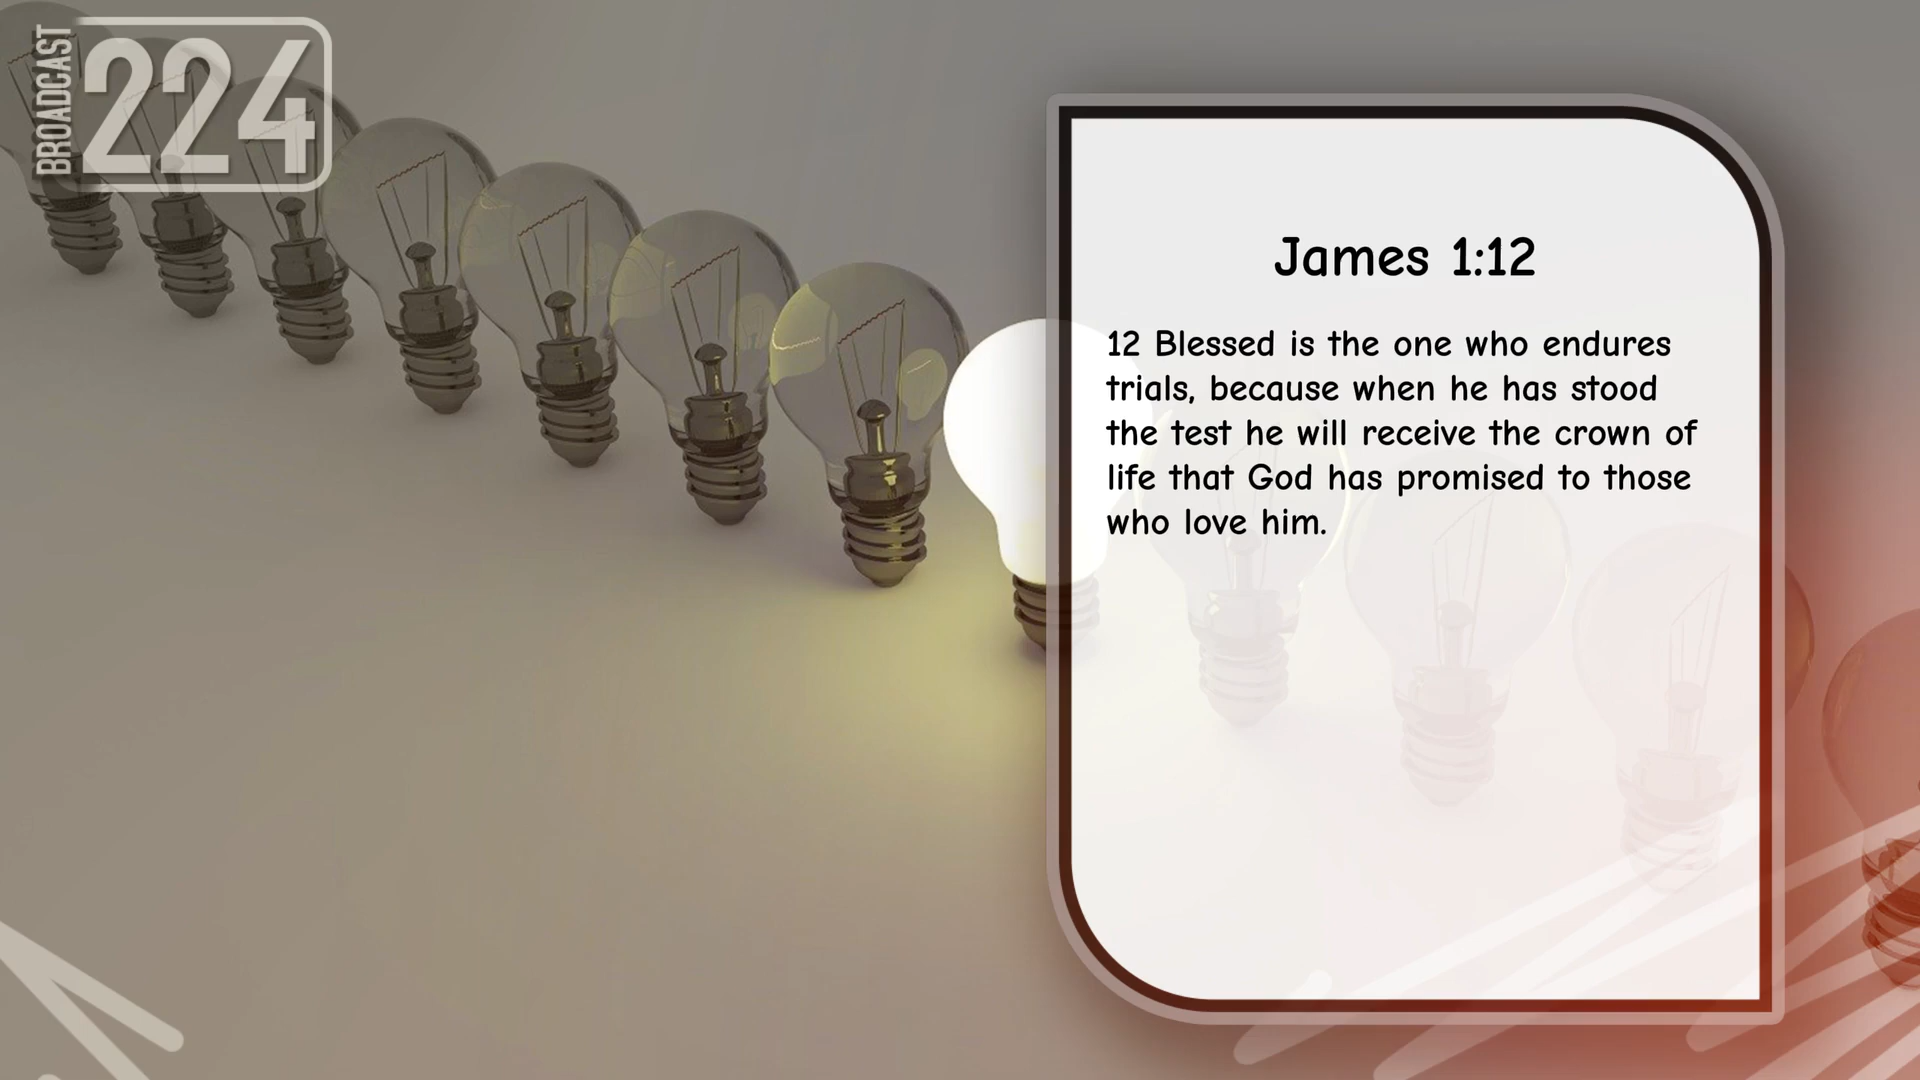 BROADCAST
224
James 1:12
12 Blessed is the one who endures
trials, because when he has stood
the test he will receive the crown of
life that God has promised to those
who love him.